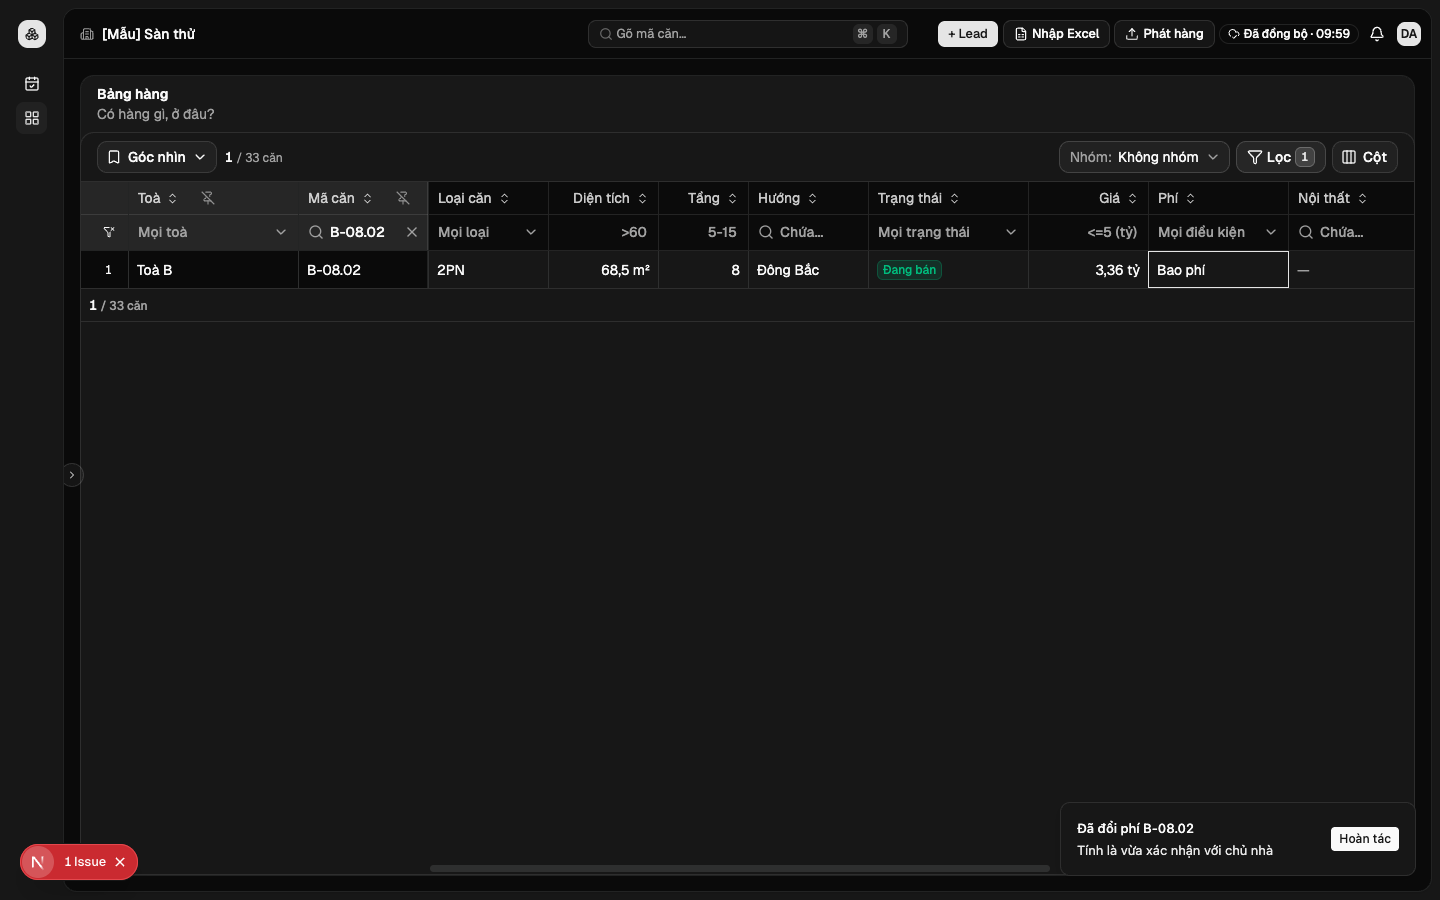 [Mẫu] Sàn thử
Gõ mã căn...
⌘ K
+ Lead
Nhập Excel
Phát hàng
Đã đồng bộ · 09:59
DA
Bảng hàng
Có hàng gì, ở đâu?
Góc nhìn
1 / 33 căn
Nhóm: Không nhóm
Lọc 1
Cột
Toà
Mã căn
Loại căn
Diện tích
Tầng
Hướng
Trạng thái
Giá
Phí
Nội thất
Mọi toà
B-08.02
Mọi loại
>60
5-15
Chứa...
Mọi trạng thái
<=5 (tỷ)
Mọi điều kiện
Chứa...
1
Toà B
B-08.02
2PN
68,5 m²
8
Đông Bắc
Đang bán
3,36 tỷ
Bao phí
—
1 / 33 căn
Đã đổi phí B-08.02
Tính là vừa xác nhận với chủ nhà
Hoàn tác
N
1 Issue